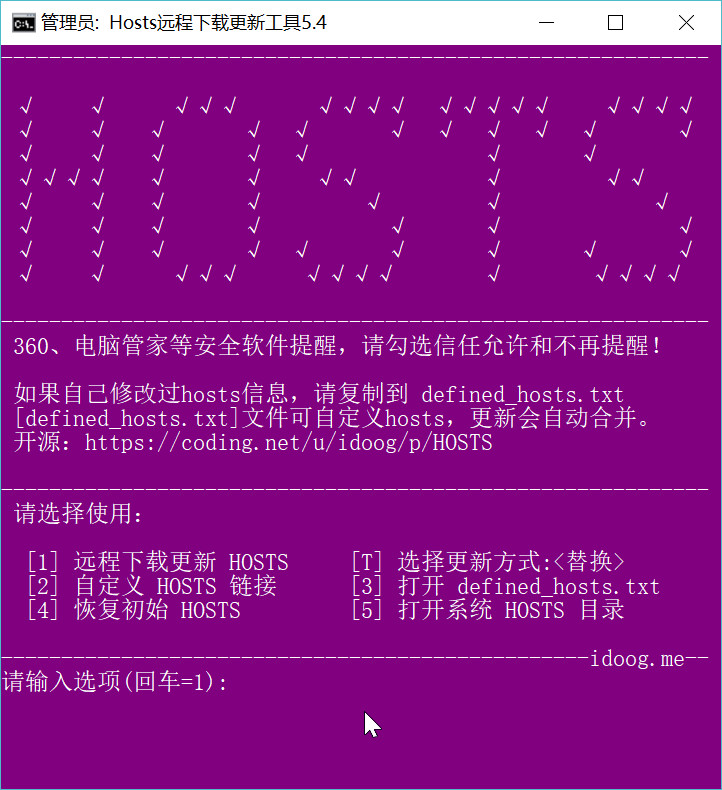 管理员: Hosts远程下载更新工具5.4
√ √ √ √ √ √ √ √ √ √ √ √ √ √ √ √ √ √
√ √ √ √ √ √ √ √ √ √ √
√ √ √ √ √ √ √
√ √ √ √ √ √ √ √ √ √ √
√ √ √ √ √ √ √
√ √ √ √ √ √ √
√ √ √ √ √ √ √ √ √
√ √ √ √ √ √ √ √ √ √ √ √ √ √
360、电脑管家等安全软件提醒，请勾选信任允许和不再提醒！
如果自己修改过hosts信息，请复制到 defined_hosts.txt
[defined_hosts.txt]文件可自定义hosts，更新会自动合并。
开源：https://coding.net/u/idoog/p/HOSTS
请选择使用：
[1] 远程下载更新 HOSTS [T] 选择更新方式:<替换>
[2] 自定义 HOSTS 链接 [3] 打开 defined_hosts.txt
[4] 恢复初始 HOSTS [5] 打开系统 HOSTS 目录
idoog.me
请输入选项(回车=1):